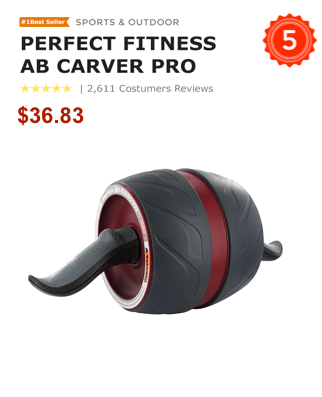 #1Best Seller SPORTS & OUTDOOR
PERFECT FITNESS
AB CARVER PRO
5
| 2,611 Costumers Reviews
$36.83